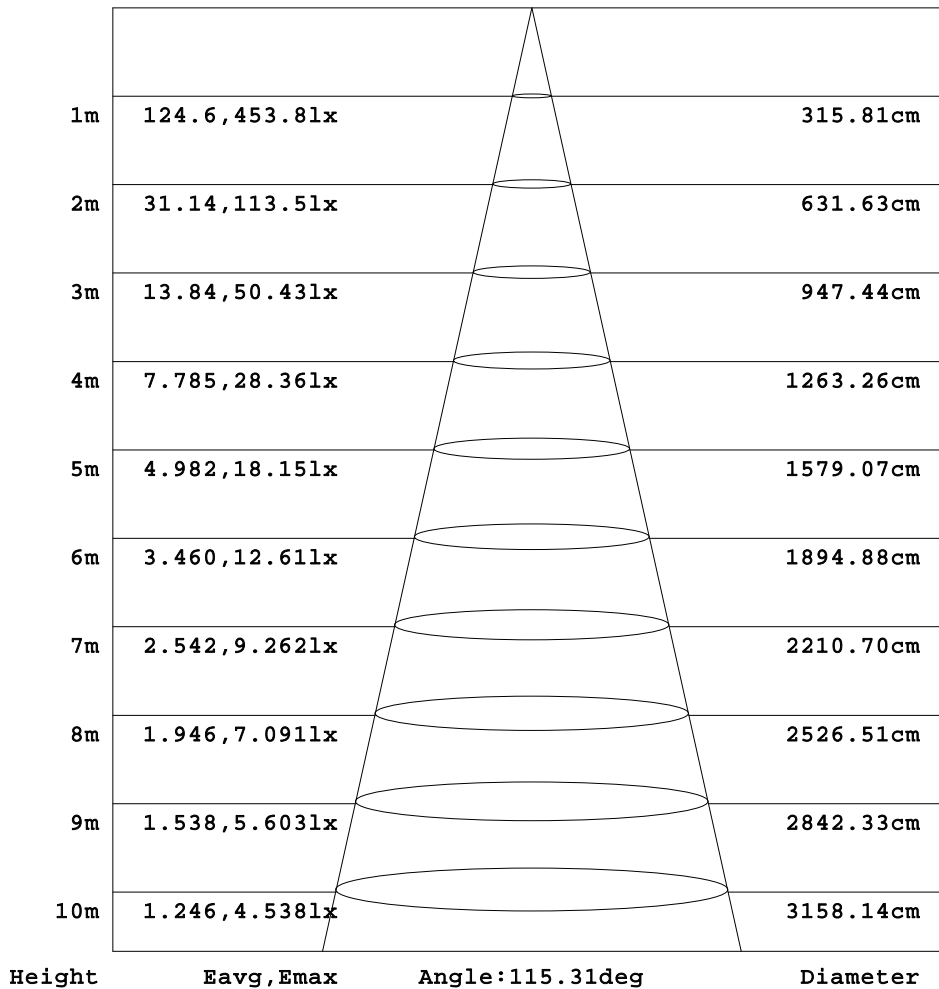 1m 124.6,453.8lx 315.81cm
2m 31.14,113.5lx 631.63cm
3m 13.84,50.43lx 947.44cm
4m 7.785,28.36lx 1263.26cm
5m 4.982,18.15lx 1579.07cm
6m 3.460,12.61lx 1894.88cm
7m 2.542,9.262lx 2210.70cm
8m 1.946,7.091lx 2526.51cm
9m 1.538,5.603lx 2842.33cm
10m 1.246,4.538lx 3158.14cm
Height Eavg,Emax Angle:115.31deg Diameter